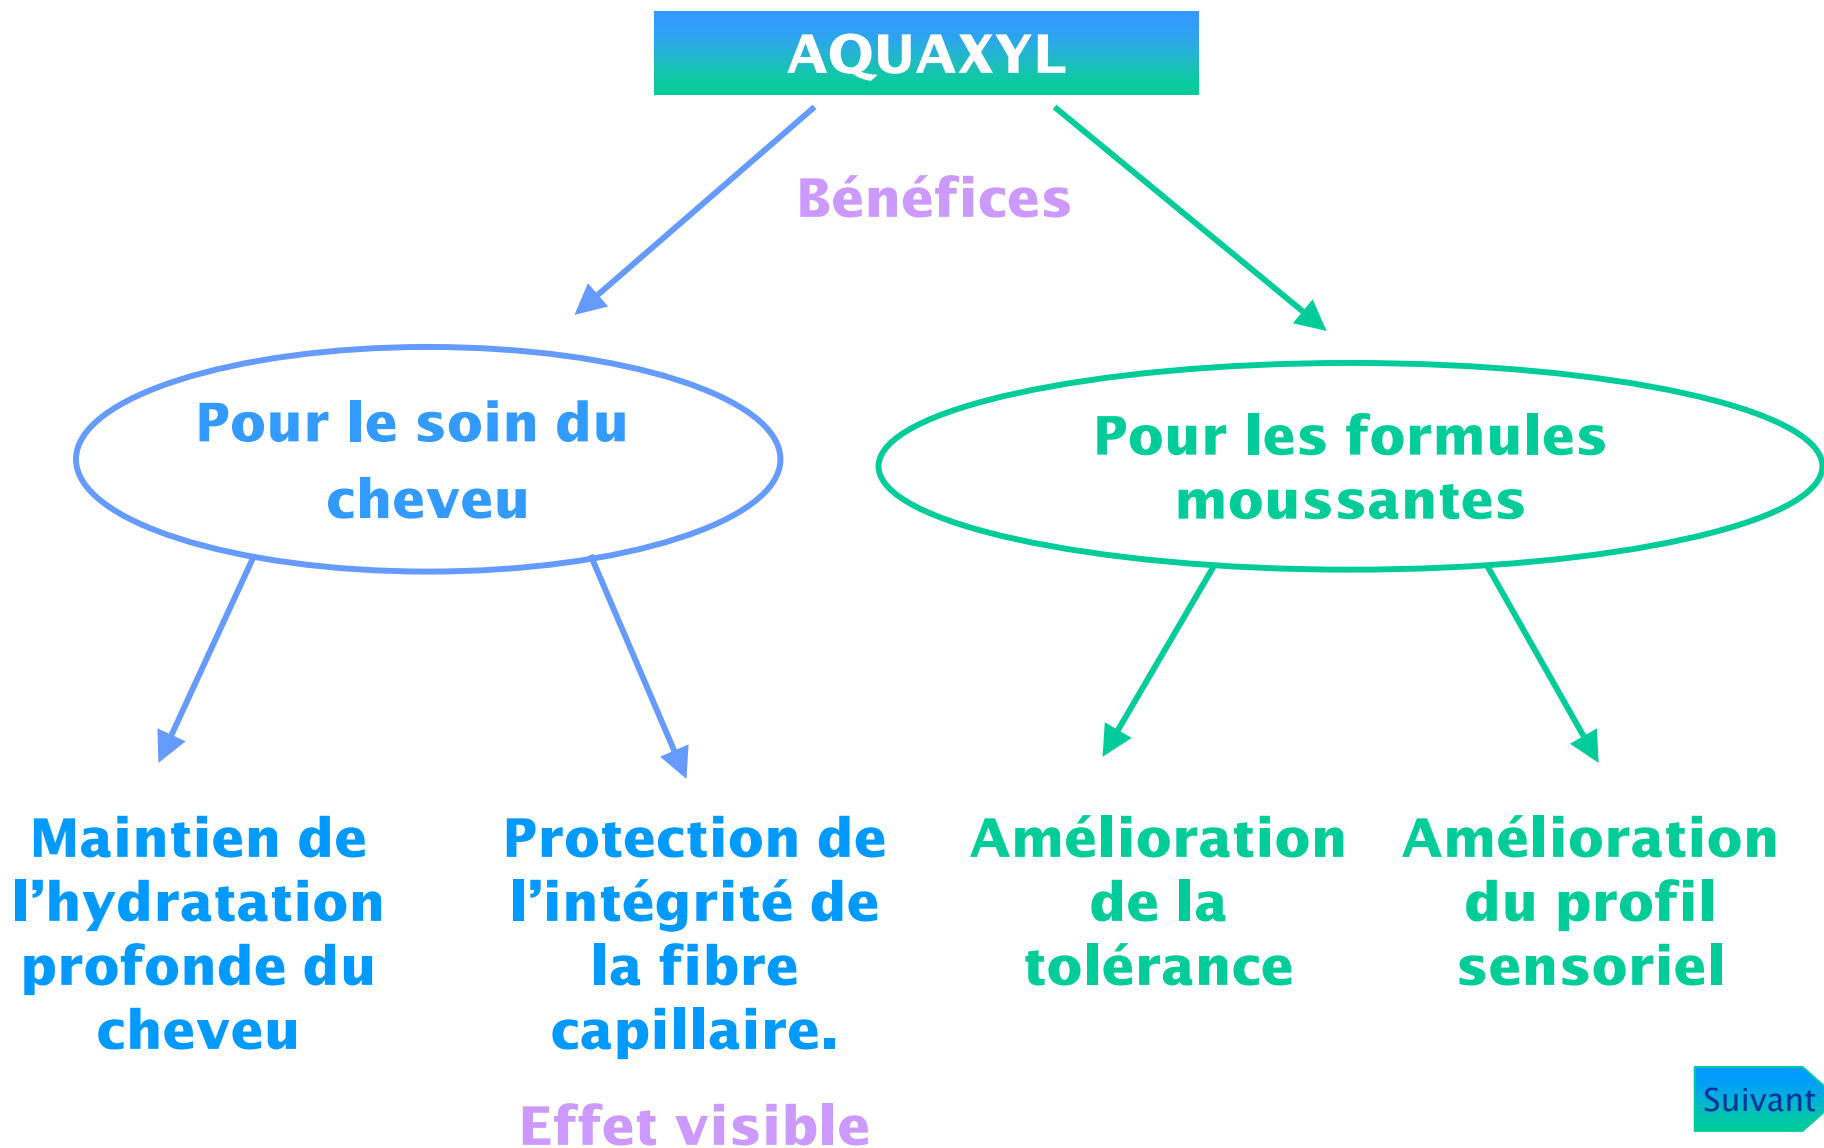 AQUAXYL
Bénéfices
Pour le soin du
cheveu
Pour les formules
moussantes
Maintien de
l’hydratation
profonde du
cheveu
Protection de
l’intégrité de
la fibre
capillaire.
Effet visible
Amélioration
de la
tolérance
Amélioration
du profil
sensoriel
Suivant